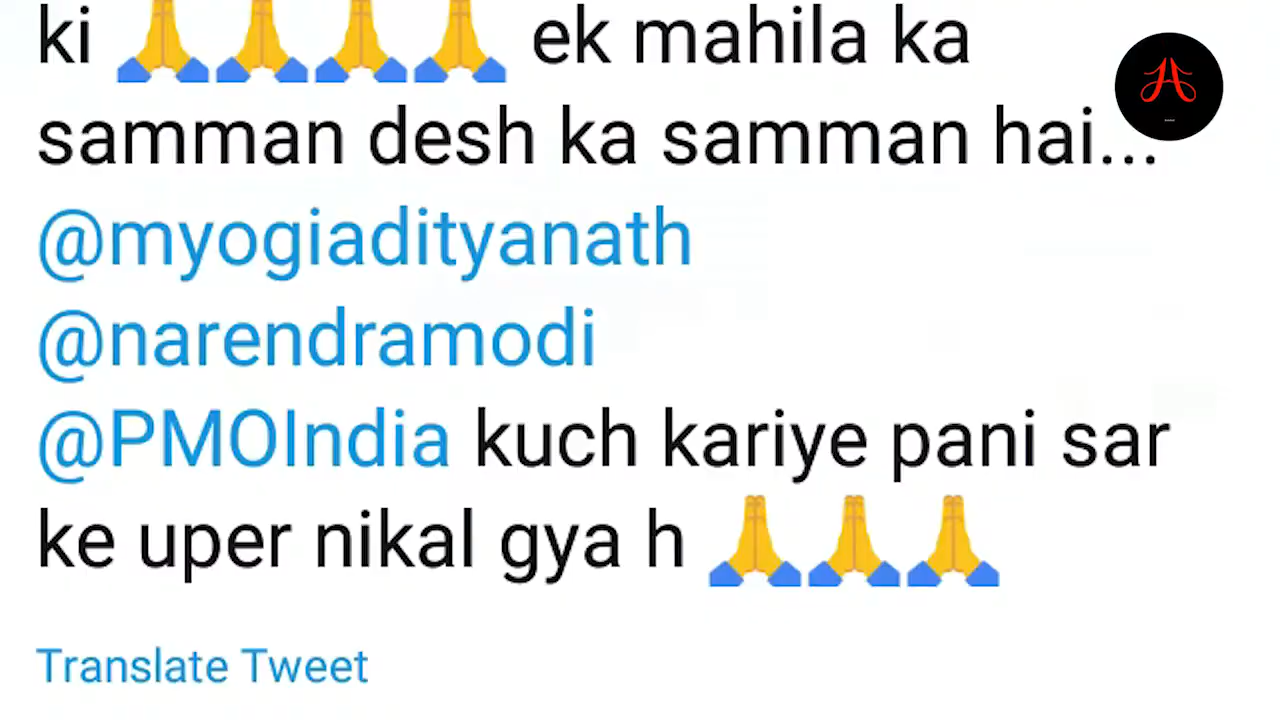 ki 🙏🙏🙏🙏 ek mahila ka
samman desh ka samman hai...
@myogiadityanath
@narendramodi
@PMOIndia kuch kariye pani sar
ke uper nikal gya h 🙏🙏🙏
Translate Tweet